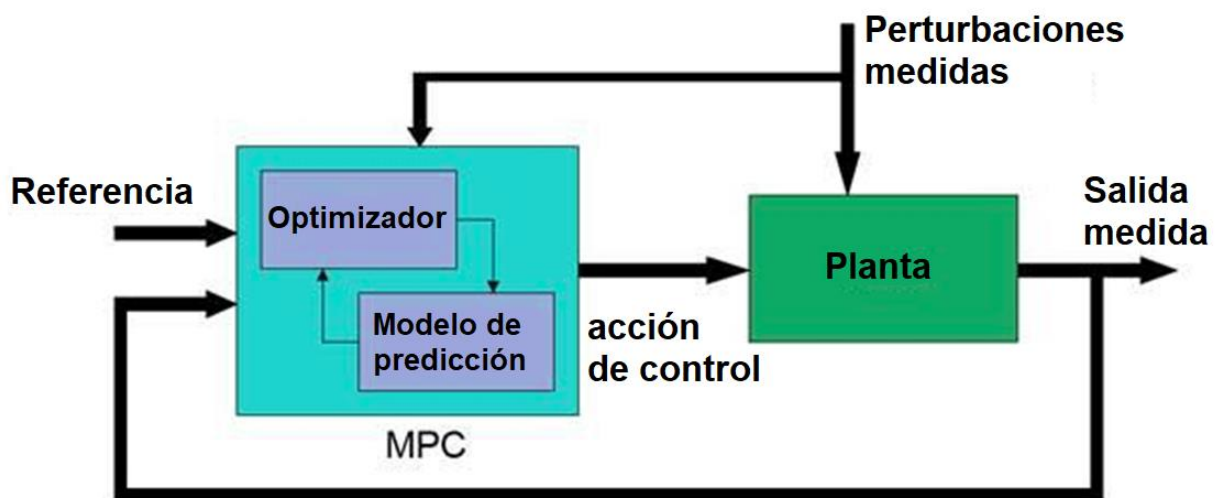 Perturbaciones
medidas
Referencia
Optimizador
Modelo de
predicción
MPC
acción
de control
Planta
Salida
medida